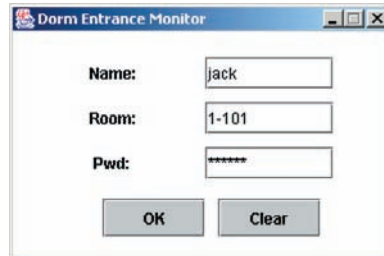 Dorm Entrance Monitor
Name: jack
Room: 1-101
Pwd: ******
OK Clear